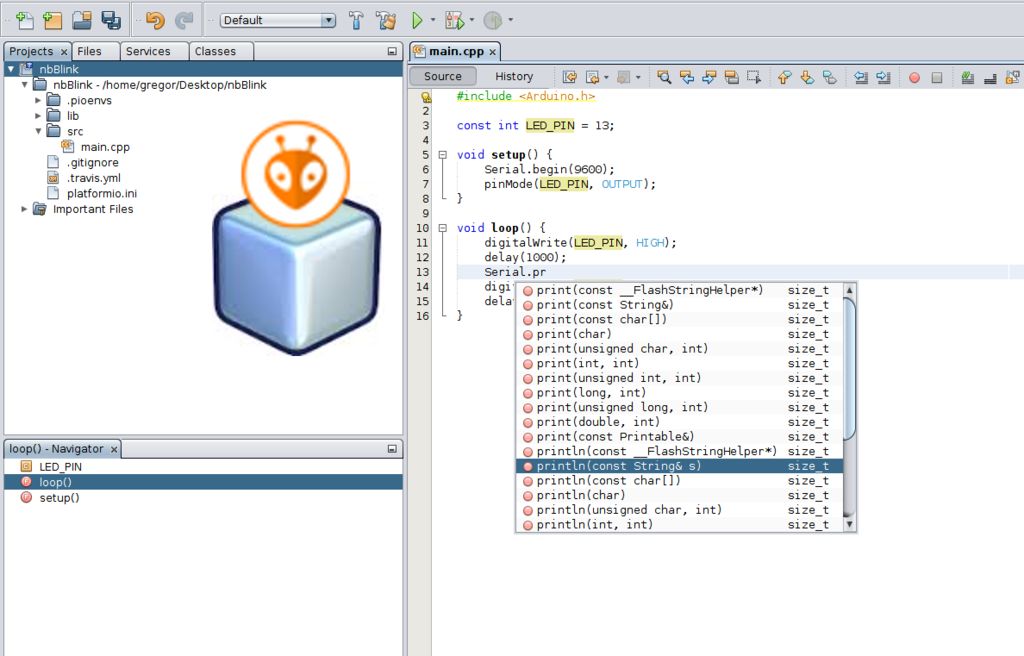 Default
Projects × Files Services Classes
nbBlink
nbBlink - /home/gregor/Desktop/nbBlink
.pioenvs
lib
src
main.cpp
.gitignore
.travis.yml
platformio.ini
Important Files
loop() - Navigator ×
LED_PIN
loop()
setup()
main.cpp ×
Source History
#include <Arduino.h>
2
3 const int LED_PIN = 13;
4
5 void setup() {
6 Serial.begin(9600);
7 pinMode(LED_PIN, OUTPUT);
8 }
9
10 void loop() {
11 digitalWrite(LED_PIN, HIGH);
12 delay(1000);
13 Serial.pr
14 digi
15 dela
16 }
print(const __FlashStringHelper*) size_t
print(const String&) size_t
print(const char[]) size_t
print(char) size_t
print(unsigned char, int) size_t
print(int, int) size_t
print(unsigned int, int) size_t
print(long, int) size_t
print(unsigned long, int) size_t
print(double, int) size_t
print(const Printable&) size_t
println(const __FlashStringHelper*) size_t
println(const String& s) size_t
println(const char[]) size_t
println(char) size_t
println(unsigned char, int) size_t
println(int, int) size_t